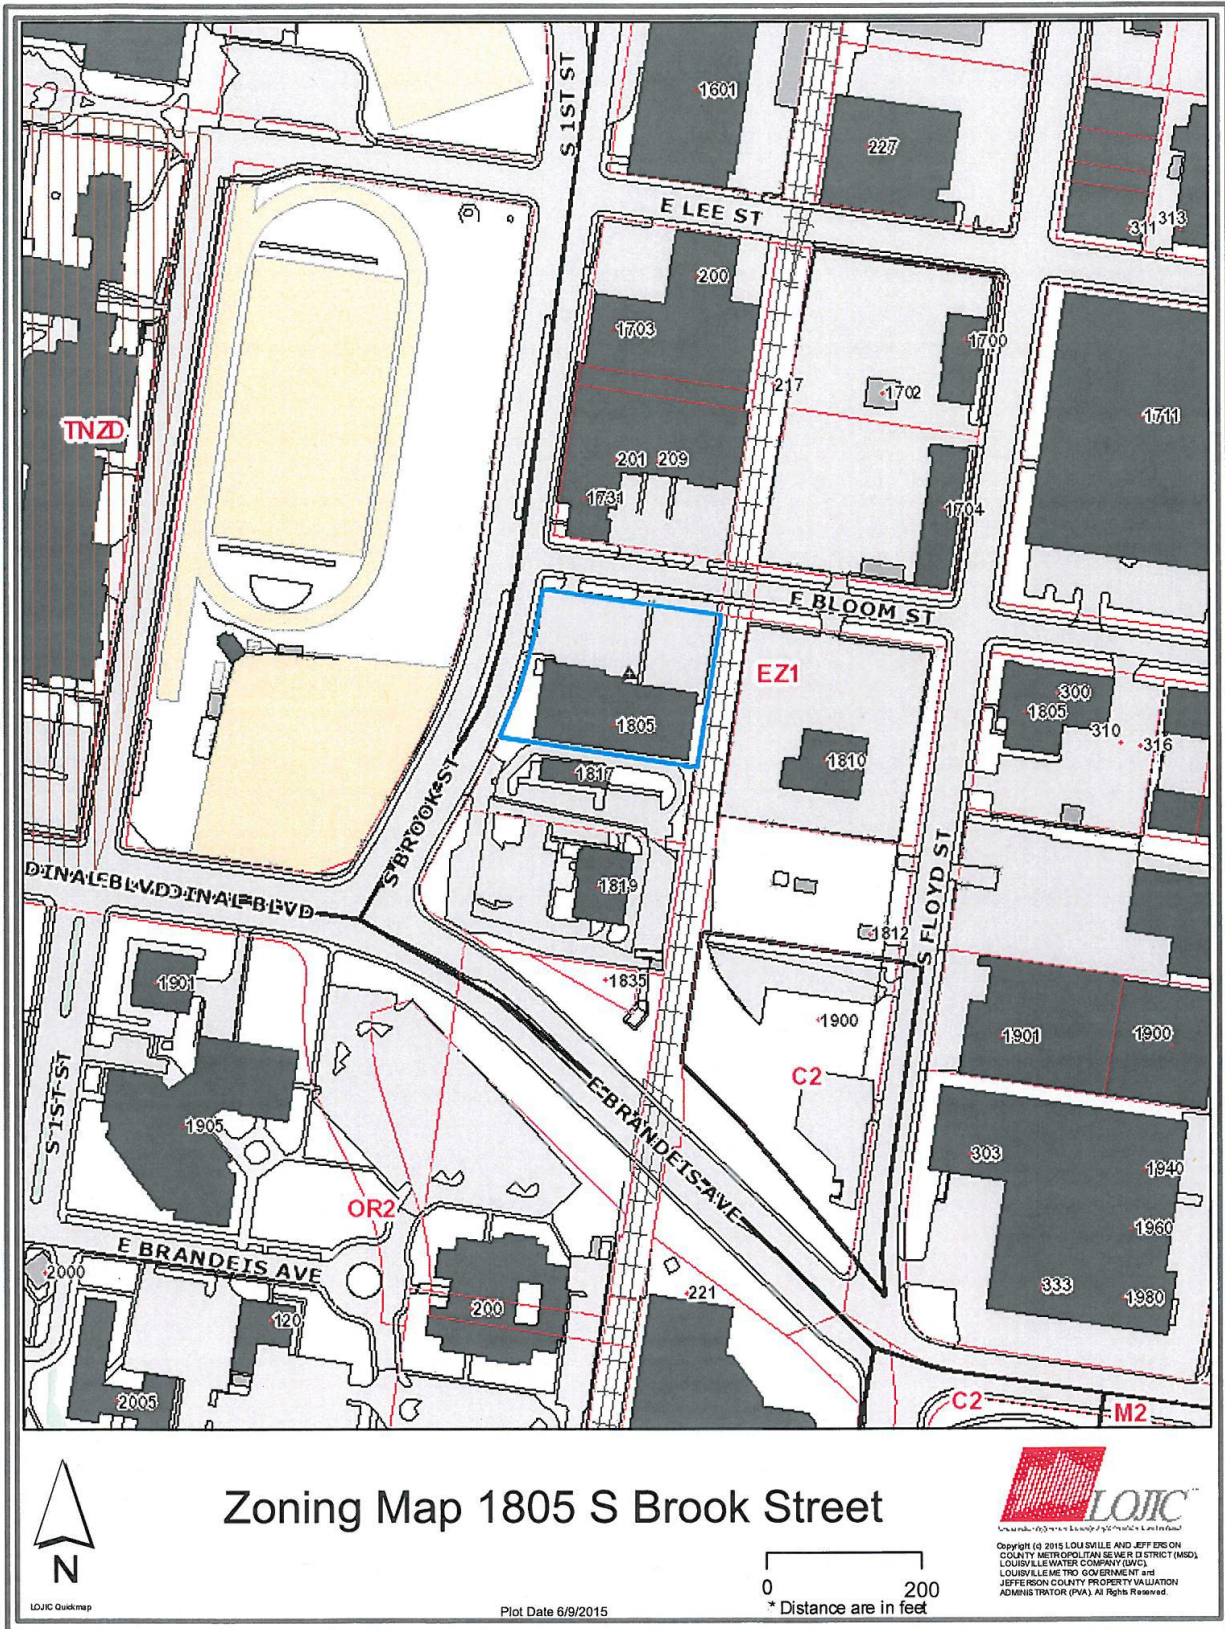 1601
S 1ST ST
227
E LEE ST
311
313
200
1703
1700
217
1702
1711
TNZD
201
209
1731
1704
E BLOOM ST
EZ1
300
1805
1805
310
316
1810
1817
S BROOK ST
1819
S FLOYD ST
DINAL BLVD
DINAL BLVD
1812
1901
1835
1900
1901
1900
C2
S 1ST ST
E BRANDEIS AVE
1905
303
1940
OR2
1960
E BRANDEIS AVE
2000
221
333
1980
200
120
2005
C2
M2
N
Zoning Map 1805 S Brook Street
LOJIC
Copyright (c) 2015 LOUISVILLE AND JEFFERSON
COUNTY METROPOLITAN SEWER DISTRICT (MSD),
LOUISVILLE WATER COMPANY (LWC),
LOUISVILLE METRO GOVERNMENT and
JEFFERSON COUNTY PROPERTY VALUATION
ADMINISTRATOR (PVA). All Rights Reserved.
0
200
* Distance are in feet
LOJIC Quickmap
Plot Date 6/9/2015